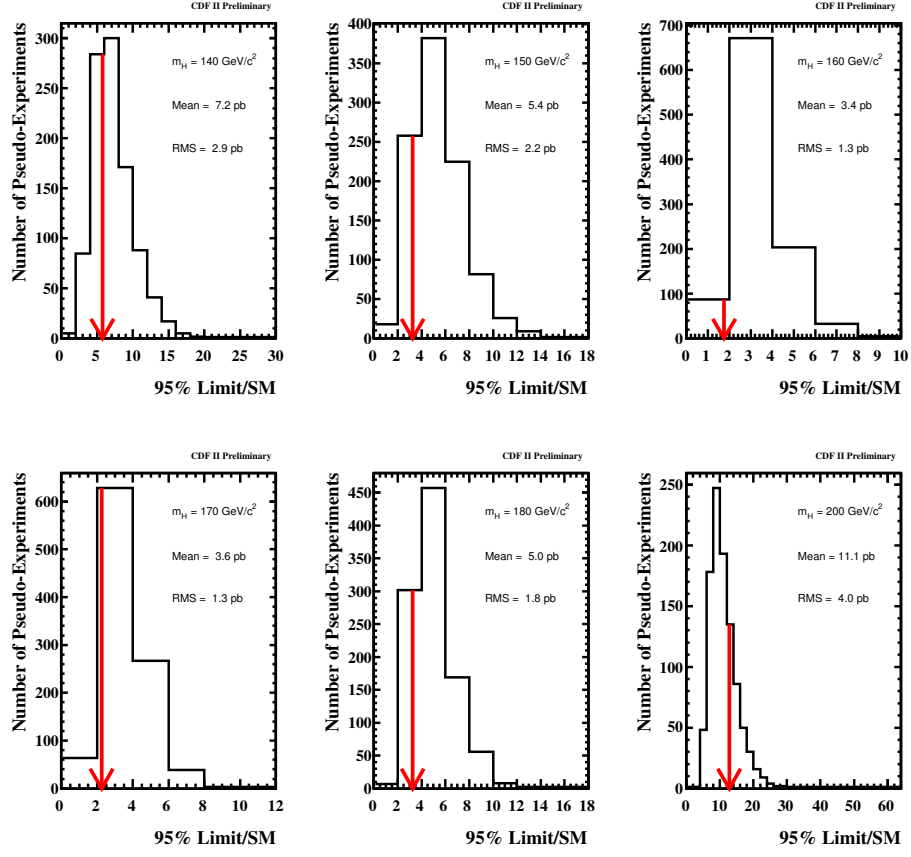 CDF II Preliminary
Number of Pseudo-Experiments
300
250
200
150
100
50
0
m_H = 140 GeV/c²
Mean = 7.2 pb
RMS = 2.9 pb
0 5 10 15 20 25 30
95% Limit/SM
CDF II Preliminary
Number of Pseudo-Experiments
400
350
300
250
200
150
100
50
0
m_H = 150 GeV/c²
Mean = 5.4 pb
RMS = 2.2 pb
0 2 4 6 8 10 12 14 16 18
95% Limit/SM
CDF II Preliminary
Number of Pseudo-Experiments
700
600
500
400
300
200
100
0
m_H = 160 GeV/c²
Mean = 3.4 pb
RMS = 1.3 pb
0 1 2 3 4 5 6 7 8 9 10
95% Limit/SM
CDF II Preliminary
Number of Pseudo-Experiments
600
500
400
300
200
100
0
m_H = 170 GeV/c²
Mean = 3.6 pb
RMS = 1.3 pb
0 2 4 6 8 10 12
95% Limit/SM
CDF II Preliminary
Number of Pseudo-Experiments
450
400
350
300
250
200
150
100
50
0
m_H = 180 GeV/c²
Mean = 5.0 pb
RMS = 1.8 pb
0 2 4 6 8 10 12 14 16 18
95% Limit/SM
CDF II Preliminary
Number of Pseudo-Experiments
250
200
150
100
50
0
m_H = 200 GeV/c²
Mean = 11.1 pb
RMS = 4.0 pb
0 10 20 30 40 50 60
95% Limit/SM